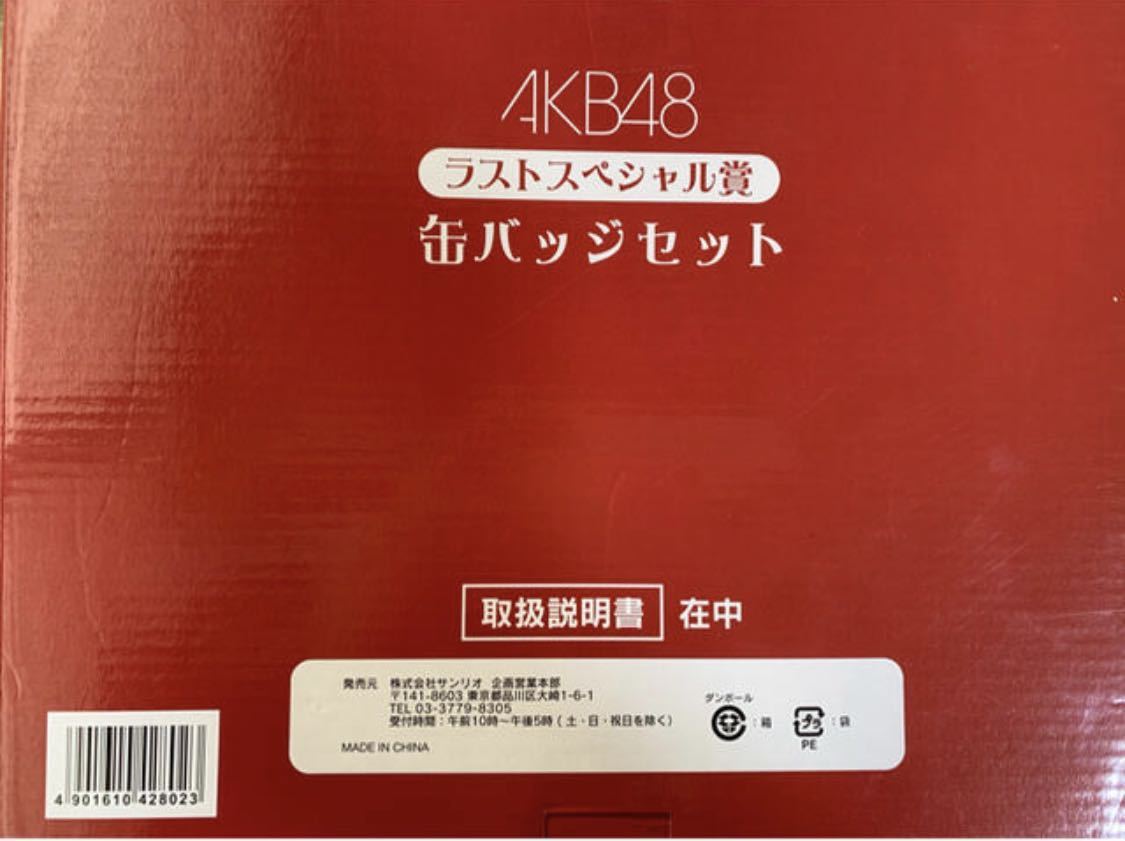 AKB48
ラストスペシャル賞
缶バッジセット
取扱説明書 在中
発売元 株式会社サンリオ 企画営業本部
〒141-8603 東京都品川区大崎1-6-1
TEL 03-3779-8305
受付時間：午前10時〜午後5時（土・日・祝日を除く）
MADE IN CHINA
ダンボール
：箱
プラ ：袋
PE
4 901610 428023